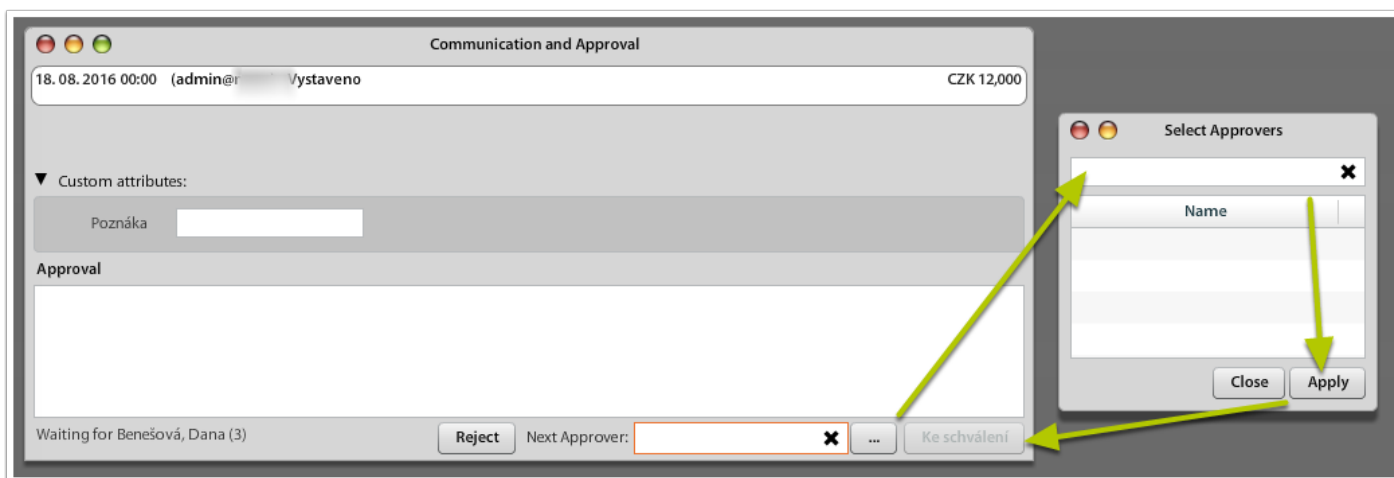 Communication and Approval
18. 08. 2016 00:00 (admin@ Vystaveno CZK 12,000
Custom attributes:
Poznáka
Approval
Waiting for Benešová, Dana (3) Reject Next Approver: ... Ke schválení
Select Approvers
Name
Close Apply